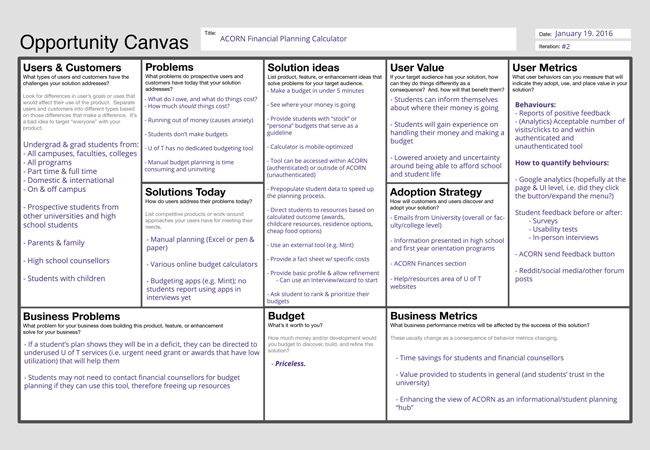 Opportunity Canvas
Title:
ACORN Financial Planning Calculator
Date: January 19. 2016
Iteration: #2
Users & Customers
What types of users and customers have the
challenges your solution addresses?
Look for differences in user's goals or uses that
would affect their use of the product. Separate
users and customers into different types based
on those differences that make a difference. It's
a bad idea to target "everyone" with your
product.
Undergrad & grad students from:
- All campuses, faculties, colleges
- All programs
- Part time & full time
- Domestic & international
- On & off campus
- Prospective students from
other universities and high
school students
- Parents & family
- High school counsellors
- Students with children
Problems
What problems do prospective users and
customers have today that your solution
addresses?
- What do I owe, and what do things cost?
- How much should things cost?
- Running out of money (causes anxiety)
- Students don't make budgets
- U of T has no dedicated budgeting tool
- Manual budget planning is time
consuming and uninviting
Solutions Today
How do users address their problems today?
List competitive products or work-around
approaches your users have for meeting their
needs.
- Manual planning (Excel or pen &
paper)
- Various online budget calculators
- Budgeting apps (e.g. Mint); no
students report using apps in
interviews yet
Solution ideas
List product, feature, or enhancement ideas that
solve problems for your target audience.
- Make a budget in under 5 minutes
- See where your money is going
- Provide students with "stock" or
"personal" budgets that serve as a
guideline
- Calculator is mobile-optimized
- Tool can be accessed within ACORN
(authenticated) or outside of ACORN
(unauthenticated)
- Prepopulate student data to speed up
the planning process.
- Direct students to resources based on
calculated outcome (awards,
childcare resources, residence options,
cheap food options)
- Use an external tool (e.g. Mint)
- Provide a fact sheet w/ specific costs
- Provide basic profile & allow refinement
- Can use an Interview/wizard to start
- Ask student to rank & prioritize their
budgets
User Value
If your target audience has your solution, how
can they do things differently as a
consequence? And, how will that benefit them?
- Students can inform themselves
about where their money is going
- Students will gain experience on
handling their money and making a
budget
- Lowered anxiety and uncertainty
around being able to afford school
and student life
Adoption Strategy
How will customers and users discover and
adopt your solution?
- Emails from University (overall or fac-
ulty/college level)
- Information presented in high school
and first year orientation programs
- ACORN Finances section
- Help/resources area of U of T
websites
User Metrics
What user behaviors can you measure that will
indicate they adopt, use, and place value in your
solution?
Behaviours:
- Reports of positive feedback
- (Analytics) Acceptable number of
visits/clicks to and within
authenticated and
unauthenticated tool
How to quantify behviours:
- Google analytics (hopefully at the
page & UI level, i.e. did they click
the button/expand the menu?)
Student feedback before or after:
- Surveys
- Usability tests
- In-person interviews
- ACORN send feedback button
- Reddit/social media/other forum
posts
Business Problems
What problem for your business does building this product, feature, or enhancement
solve for your business?
- If a student's plan shows they will be in a deficit, they can be directed to
underused U of T services (i.e. urgent need grant or awards that have low
utilization) that will help them
- Students may not need to contact financial counsellors for budget
planning if they can use this tool, therefore freeing up resources
Budget
What's it worth to you?
How much money and/or development would
you budget to discover, build, and refine this
solution?
- Priceless.
Business Metrics
What business performance metrics will be affected by the success of this solution?
These usually change as a consequence of behavior metrics changing.
- Time savings for students and financial counsellors
- Value provided to students in general (and students' trust in the
university)
- Enhancing the view of ACORN as an informational/student planning
"hub"